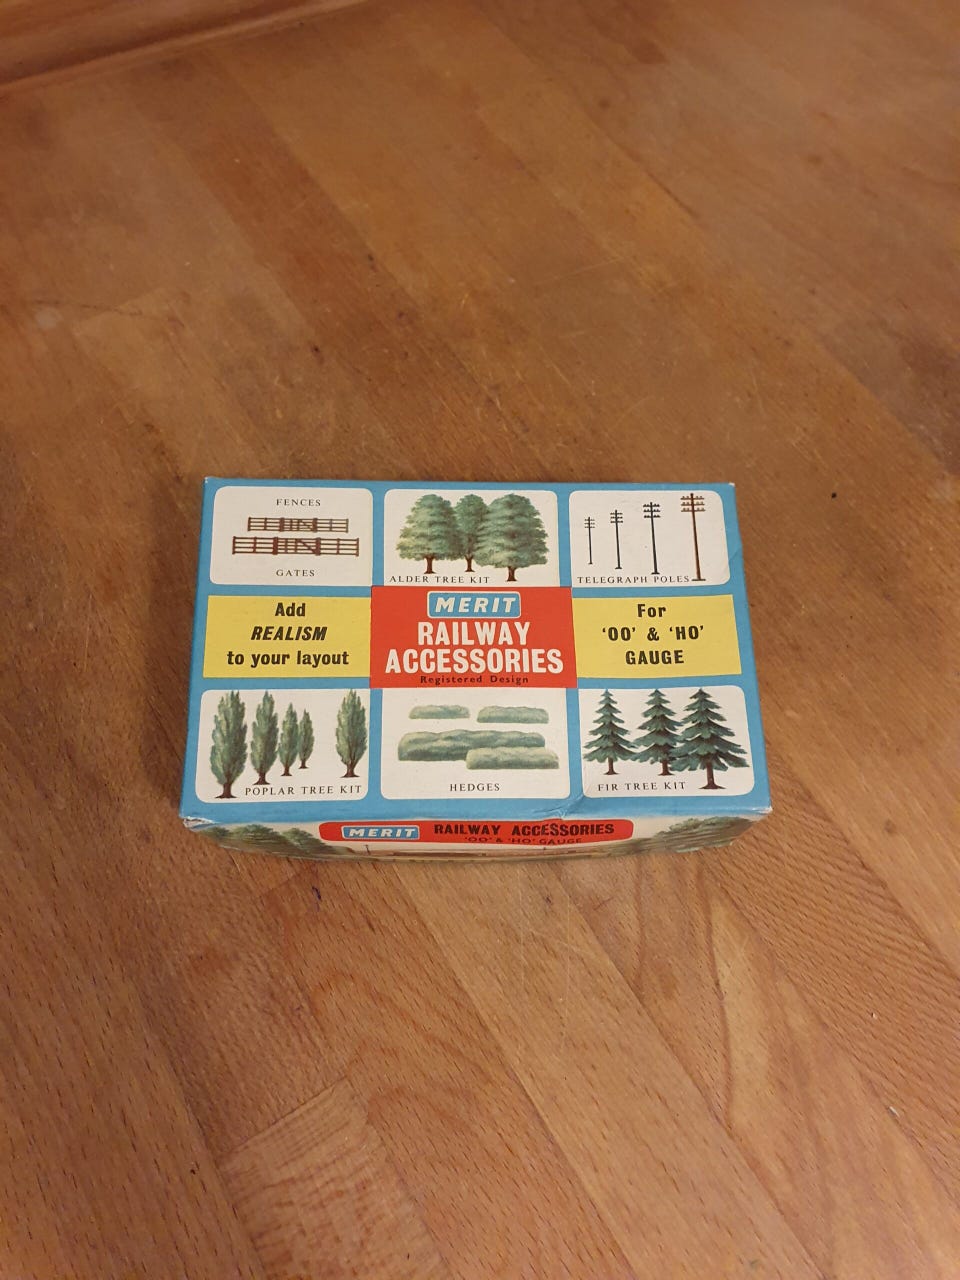 FENCES
GATES
ALDER TREE KIT
TELEGRAPH POLES
Add
REALISM
to your layout
MERIT
RAILWAY
ACCESSORIES
Registered Design
For
'OO' & 'HO'
GAUGE
POPLAR TREE KIT
HEDGES
FIR TREE KIT
MERIT RAILWAY ACCESSORIES
'OO' & 'HO' GAUGE